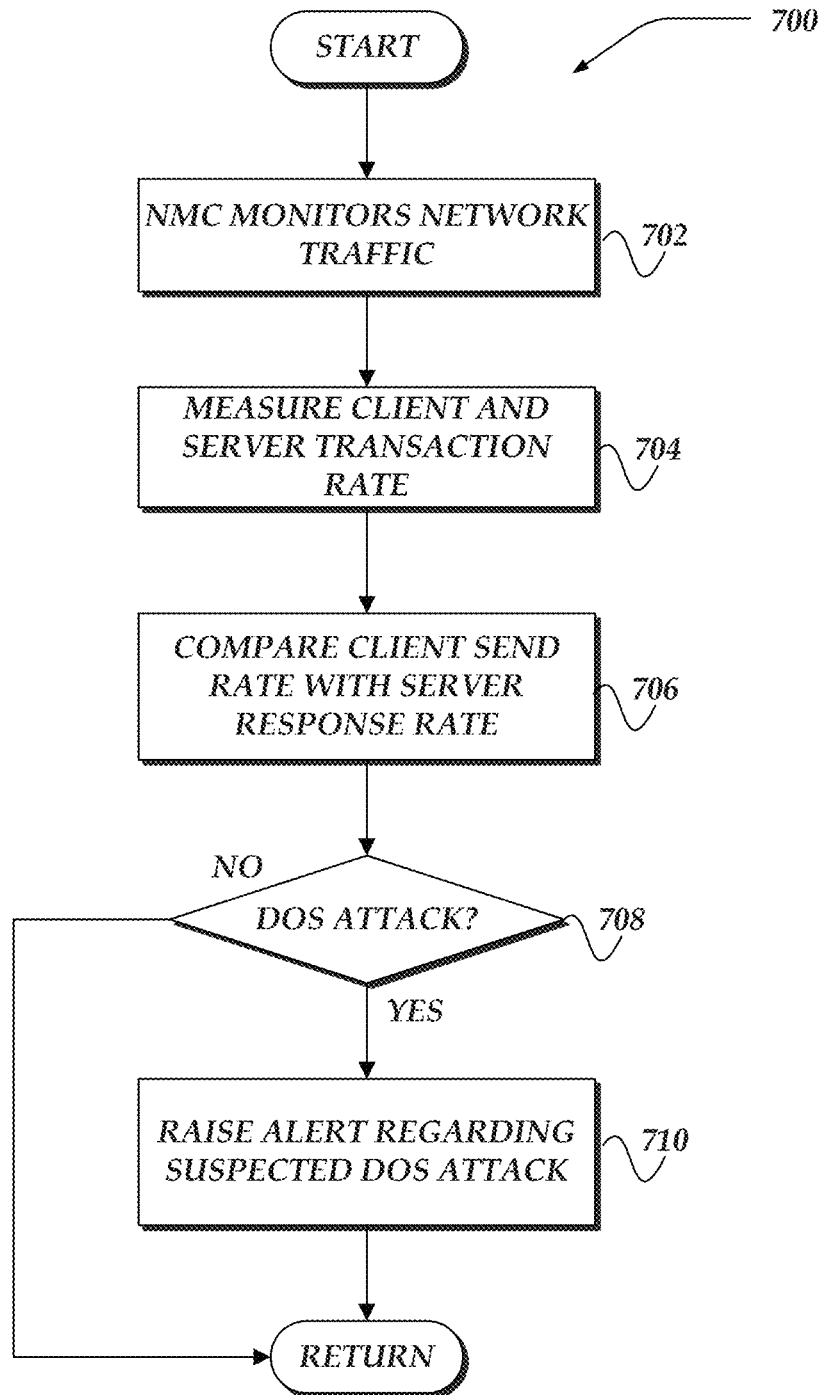 700
START
NMC MONITORS NETWORK
TRAFFIC
702
MEASURE CLIENT AND
SERVER TRANSACTION
RATE
704
COMPARE CLIENT SEND
RATE WITH SERVER
RESPONSE RATE
706
NO
DOS ATTACK?
708
YES
RAISE ALERT REGARDING
SUSPECTED DOS ATTACK
710
RETURN